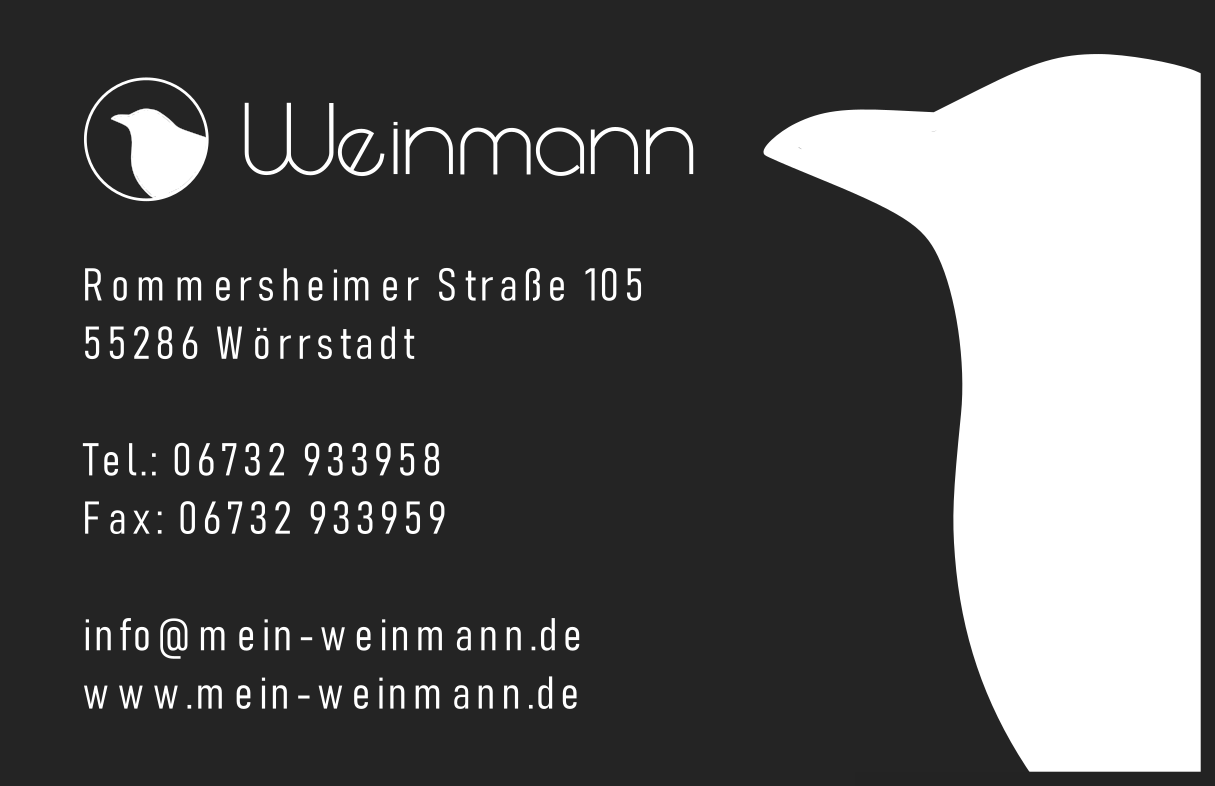 Weinmann
Rommersheimer Straße 105
55286 Wörrstadt
Tel.: 06732 933958
Fax: 06732 933959
info@mein-weinmann.de
www.mein-weinmann.de